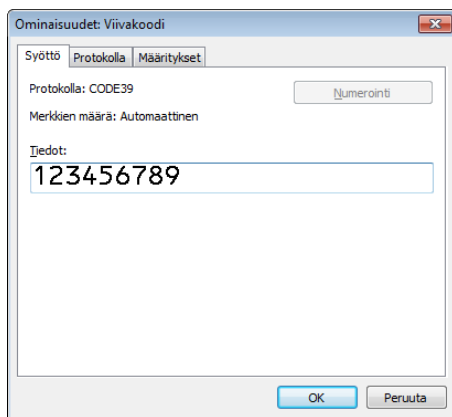 Ominaisuudet: Viivakoodi
Syöttö Protokolla Määritykset
Protokolla: CODE39
Numerointi
Merkkien määrä: Automaattinen
Tiedot:
123456789
OK Peruuta